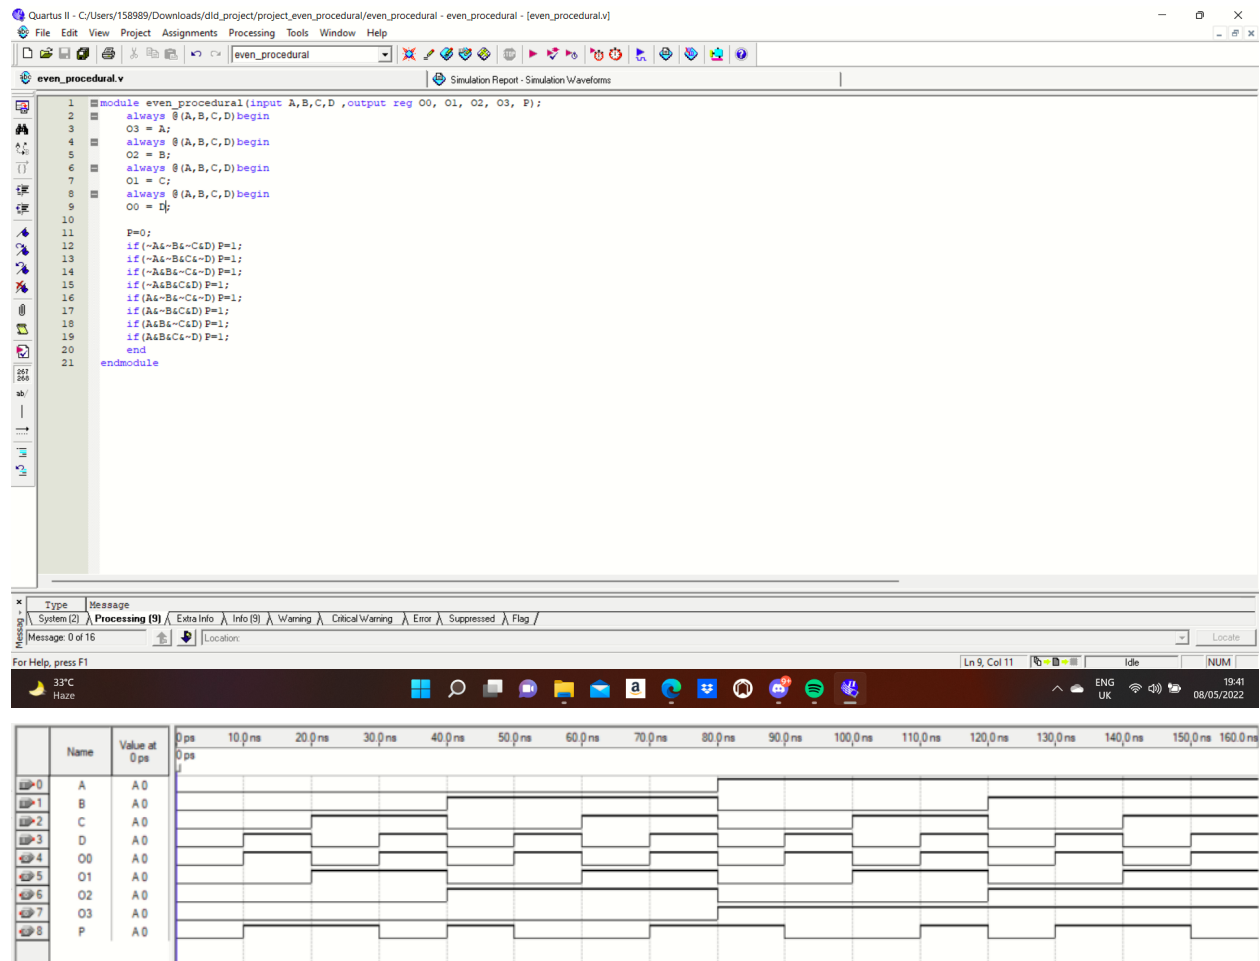 Quartus II - C:/Users/158989/Downloads/dld_project/project_even_procedural/even_procedural - even_procedural - [even_procedural.v]
File Edit View Project Assignments Processing Tools Window Help
even_procedural
even_procedural.v
Simulation Report - Simulation Waveforms
1 module even_procedural(input A,B,C,D ,output reg O0, O1, O2, O3, P);
2 always @(A,B,C,D)begin
3 O3 = A;
4 always @(A,B,C,D)begin
5 O2 = B;
6 always @(A,B,C,D)begin
7 O1 = C;
8 always @(A,B,C,D)begin
9 O0 = D;
10
11 P=0;
12 if(~A&~B&~C&D)P=1;
13 if(~A&~B&C&~D)P=1;
14 if(~A&B&~C&~D)P=1;
15 if(~A&B&C&D)P=1;
16 if(A&~B&~C&~D)P=1;
17 if(A&~B&C&D)P=1;
18 if(A&B&~C&D)P=1;
19 if(A&B&C&~D)P=1;
20 end
21 endmodule
267
268
ab/
Type Message
System (2) Processing (9) Extra Info Info (9) Warning Critical Warning Error Suppressed Flag
Messag
Message: 0 of 16 Location: Locate
For Help, press F1 Ln 9, Col 11 Idle NUM
33°C
Haze
9+
ENG
UK
19:41
08/05/2022
Name Value at 0 ps
0 ps 10.0 ns 20.0 ns 30.0 ns 40.0 ns 50.0 ns 60.0 ns 70.0 ns 80.0 ns 90.0 ns 100.0 ns 110.0 ns 120.0 ns 130.0 ns 140.0 ns 150.0 ns 160.0 ns
0 ps
0 A A 0
1 B A 0
2 C A 0
3 D A 0
4 O0 A 0
5 O1 A 0
6 O2 A 0
7 O3 A 0
8 P A 0